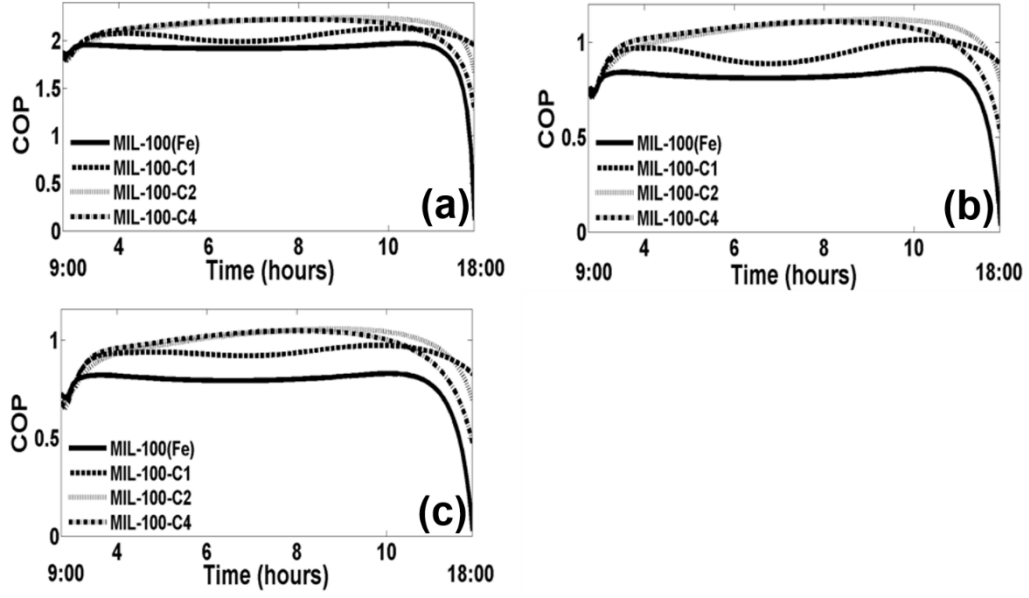 COP
2
1.5
1
0.5
0
MIL-100(Fe)
MIL-100-C1
MIL-100-C2
MIL-100-C4
(a)
4 6 8 10
9:00 Time (hours) 18:00
COP
1
0.5
0
MIL-100(Fe)
MIL-100-C1
MIL-100-C2
MIL-100-C4
(b)
4 6 8 10
9:00 Time (hours) 18:00
COP
1
0.5
0
MIL-100(Fe)
MIL-100-C1
MIL-100-C2
MIL-100-C4
(c)
4 6 8 10
9:00 Time (hours) 18:00